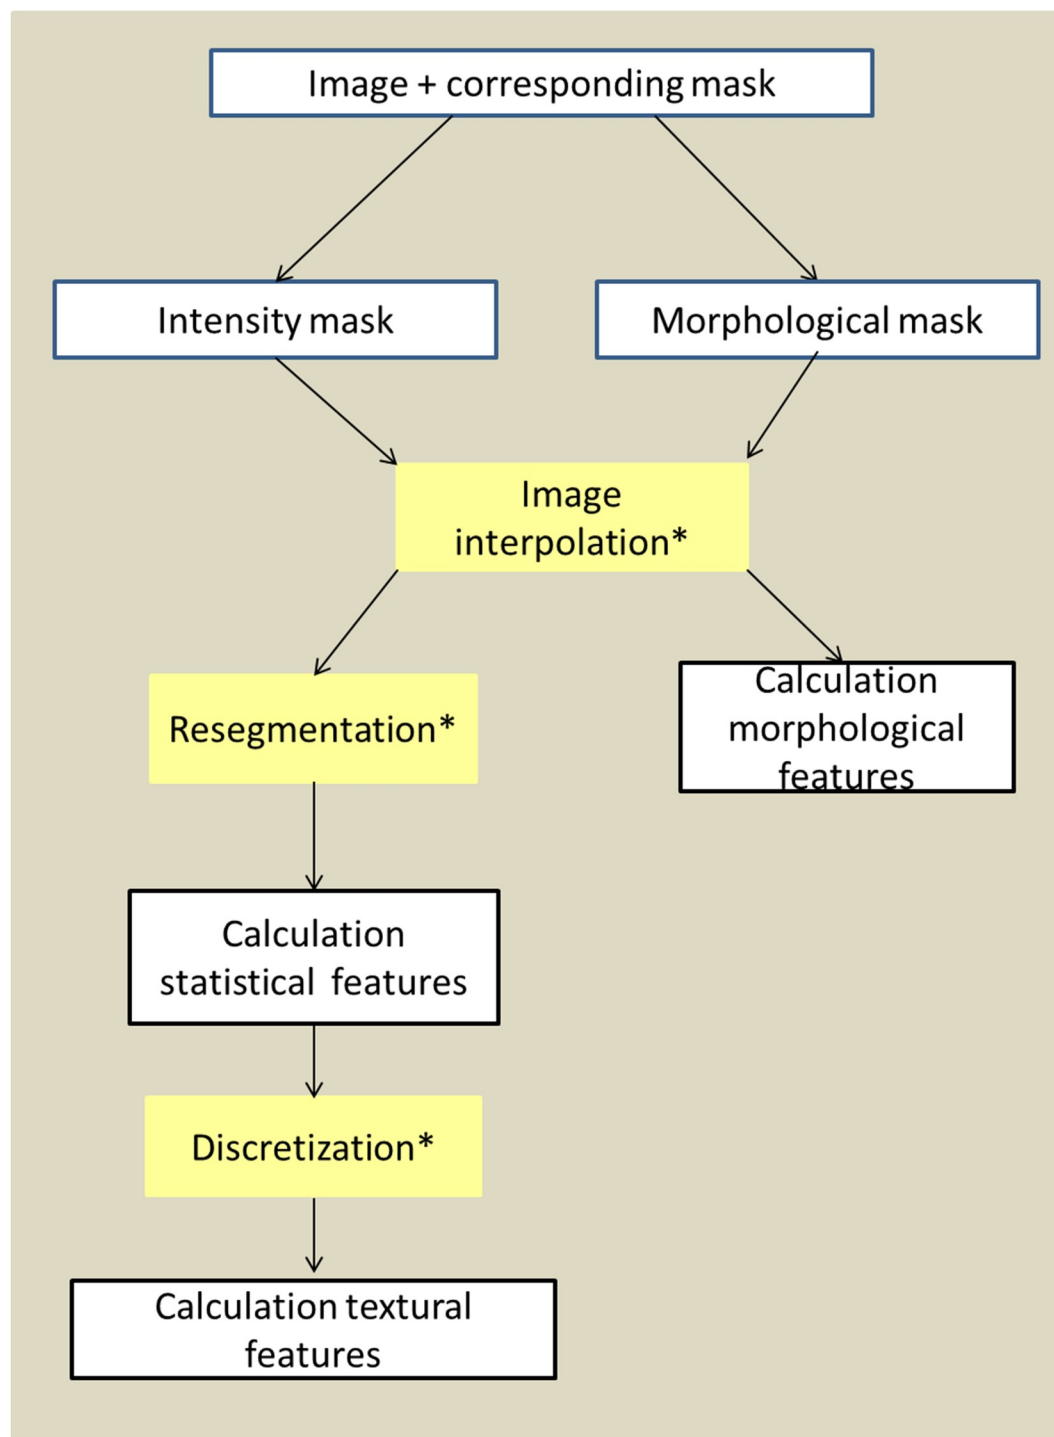 Image + corresponding mask
Intensity mask
Morphological mask
Image
interpolation*
Resegmentation*
Calculation
morphological
features
Calculation
statistical features
Discretization*
Calculation textural
features